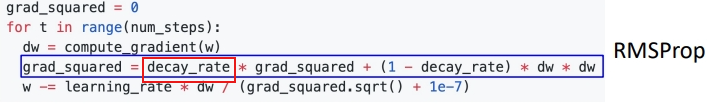 grad_squared = 0
for t in range(num_steps):
  dw = compute_gradient(w)
  grad_squared = decay_rate * grad_squared + (1 - decay_rate) * dw * dw
  w -= learning_rate * dw / (grad_squared.sqrt() + 1e-7)
RMSProp